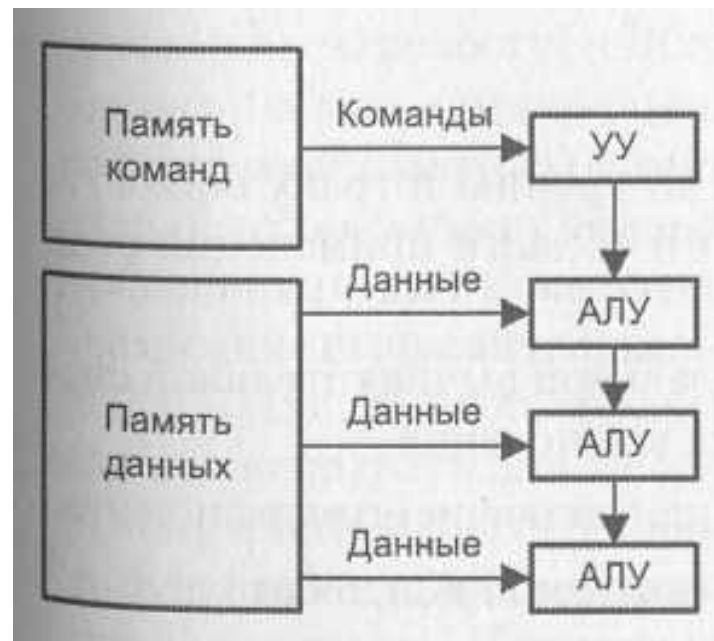 Память
команд
Команды
УУ
Данные
АЛУ
Память
данных
Данные
АЛУ
Данные
АЛУ